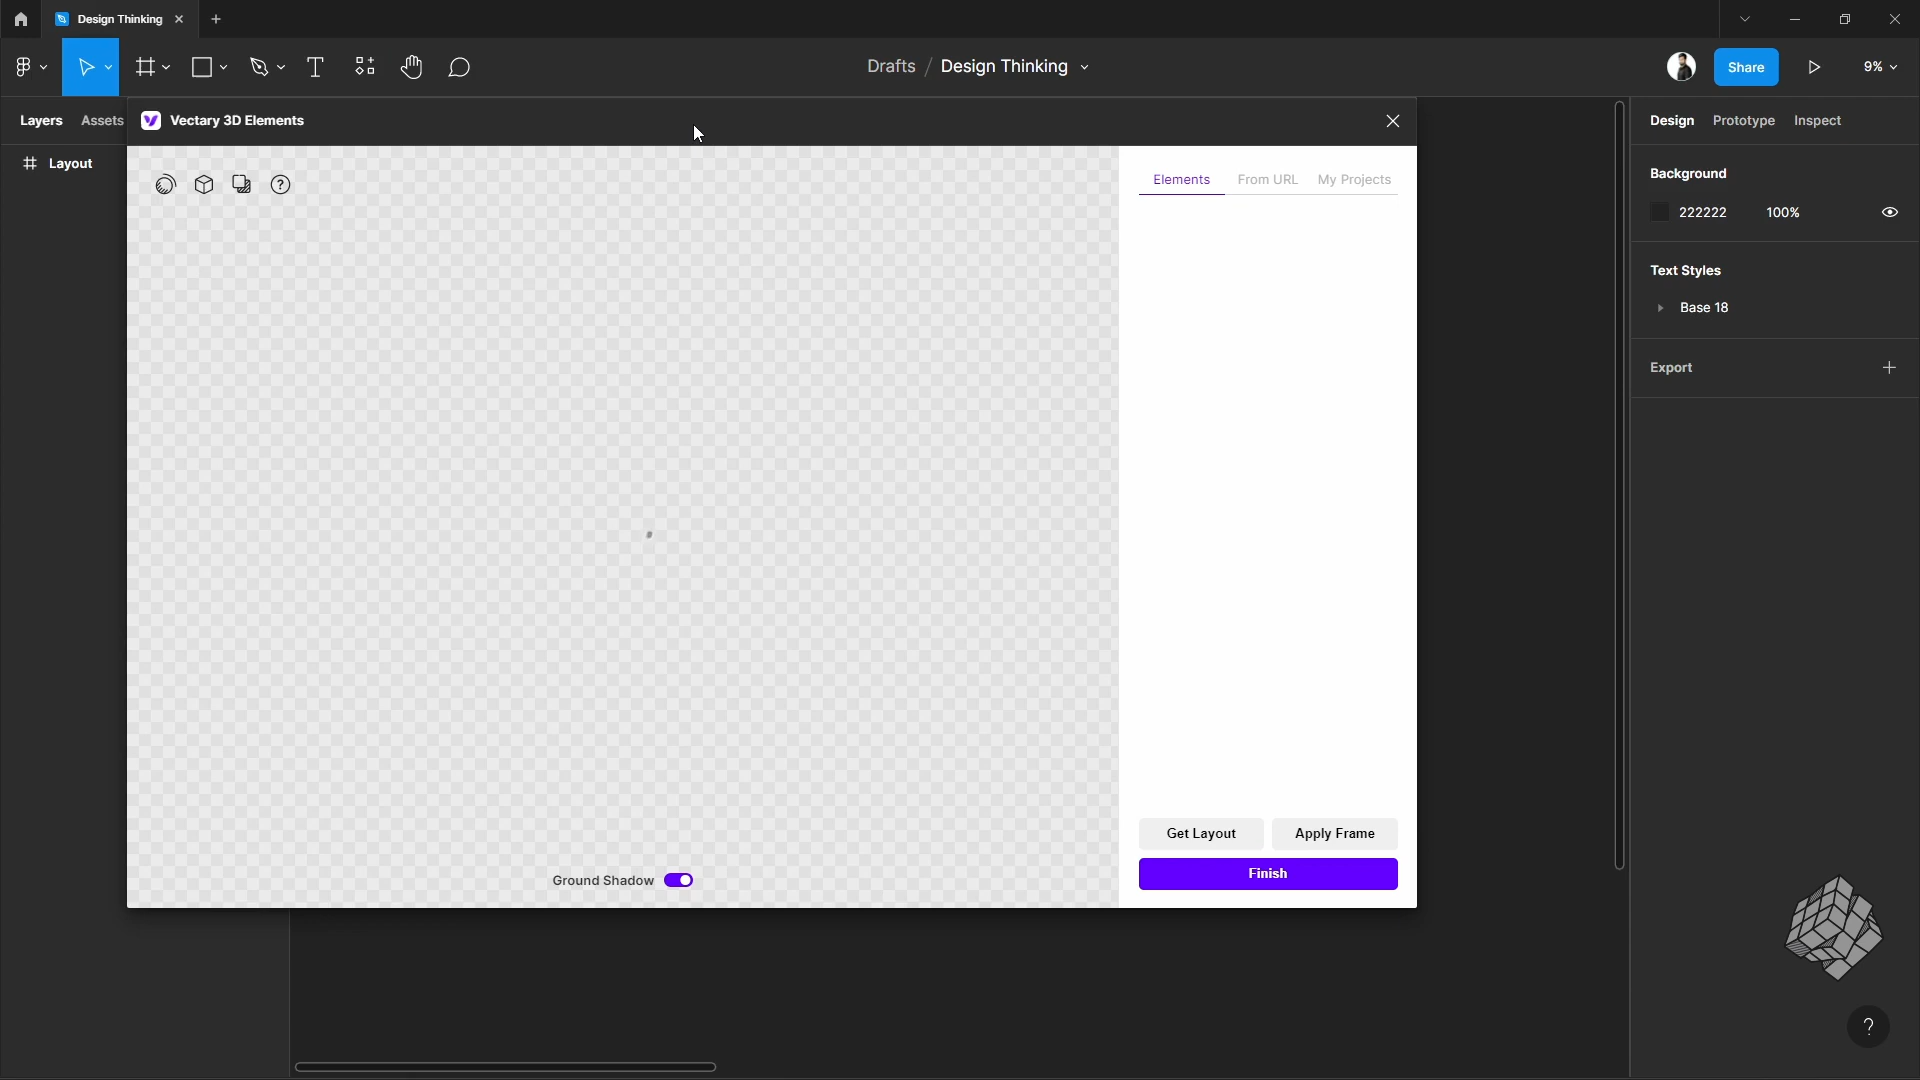 Design Thinking
Drafts / Design Thinking
Share
9%
Layers Assets
Layout
Vectary 3D Elements
Elements From URL My Projects
Ground Shadow
Get Layout Apply Frame
Finish
Design Prototype Inspect
Background
222222 100%
Text Styles
Base 18
Export
?